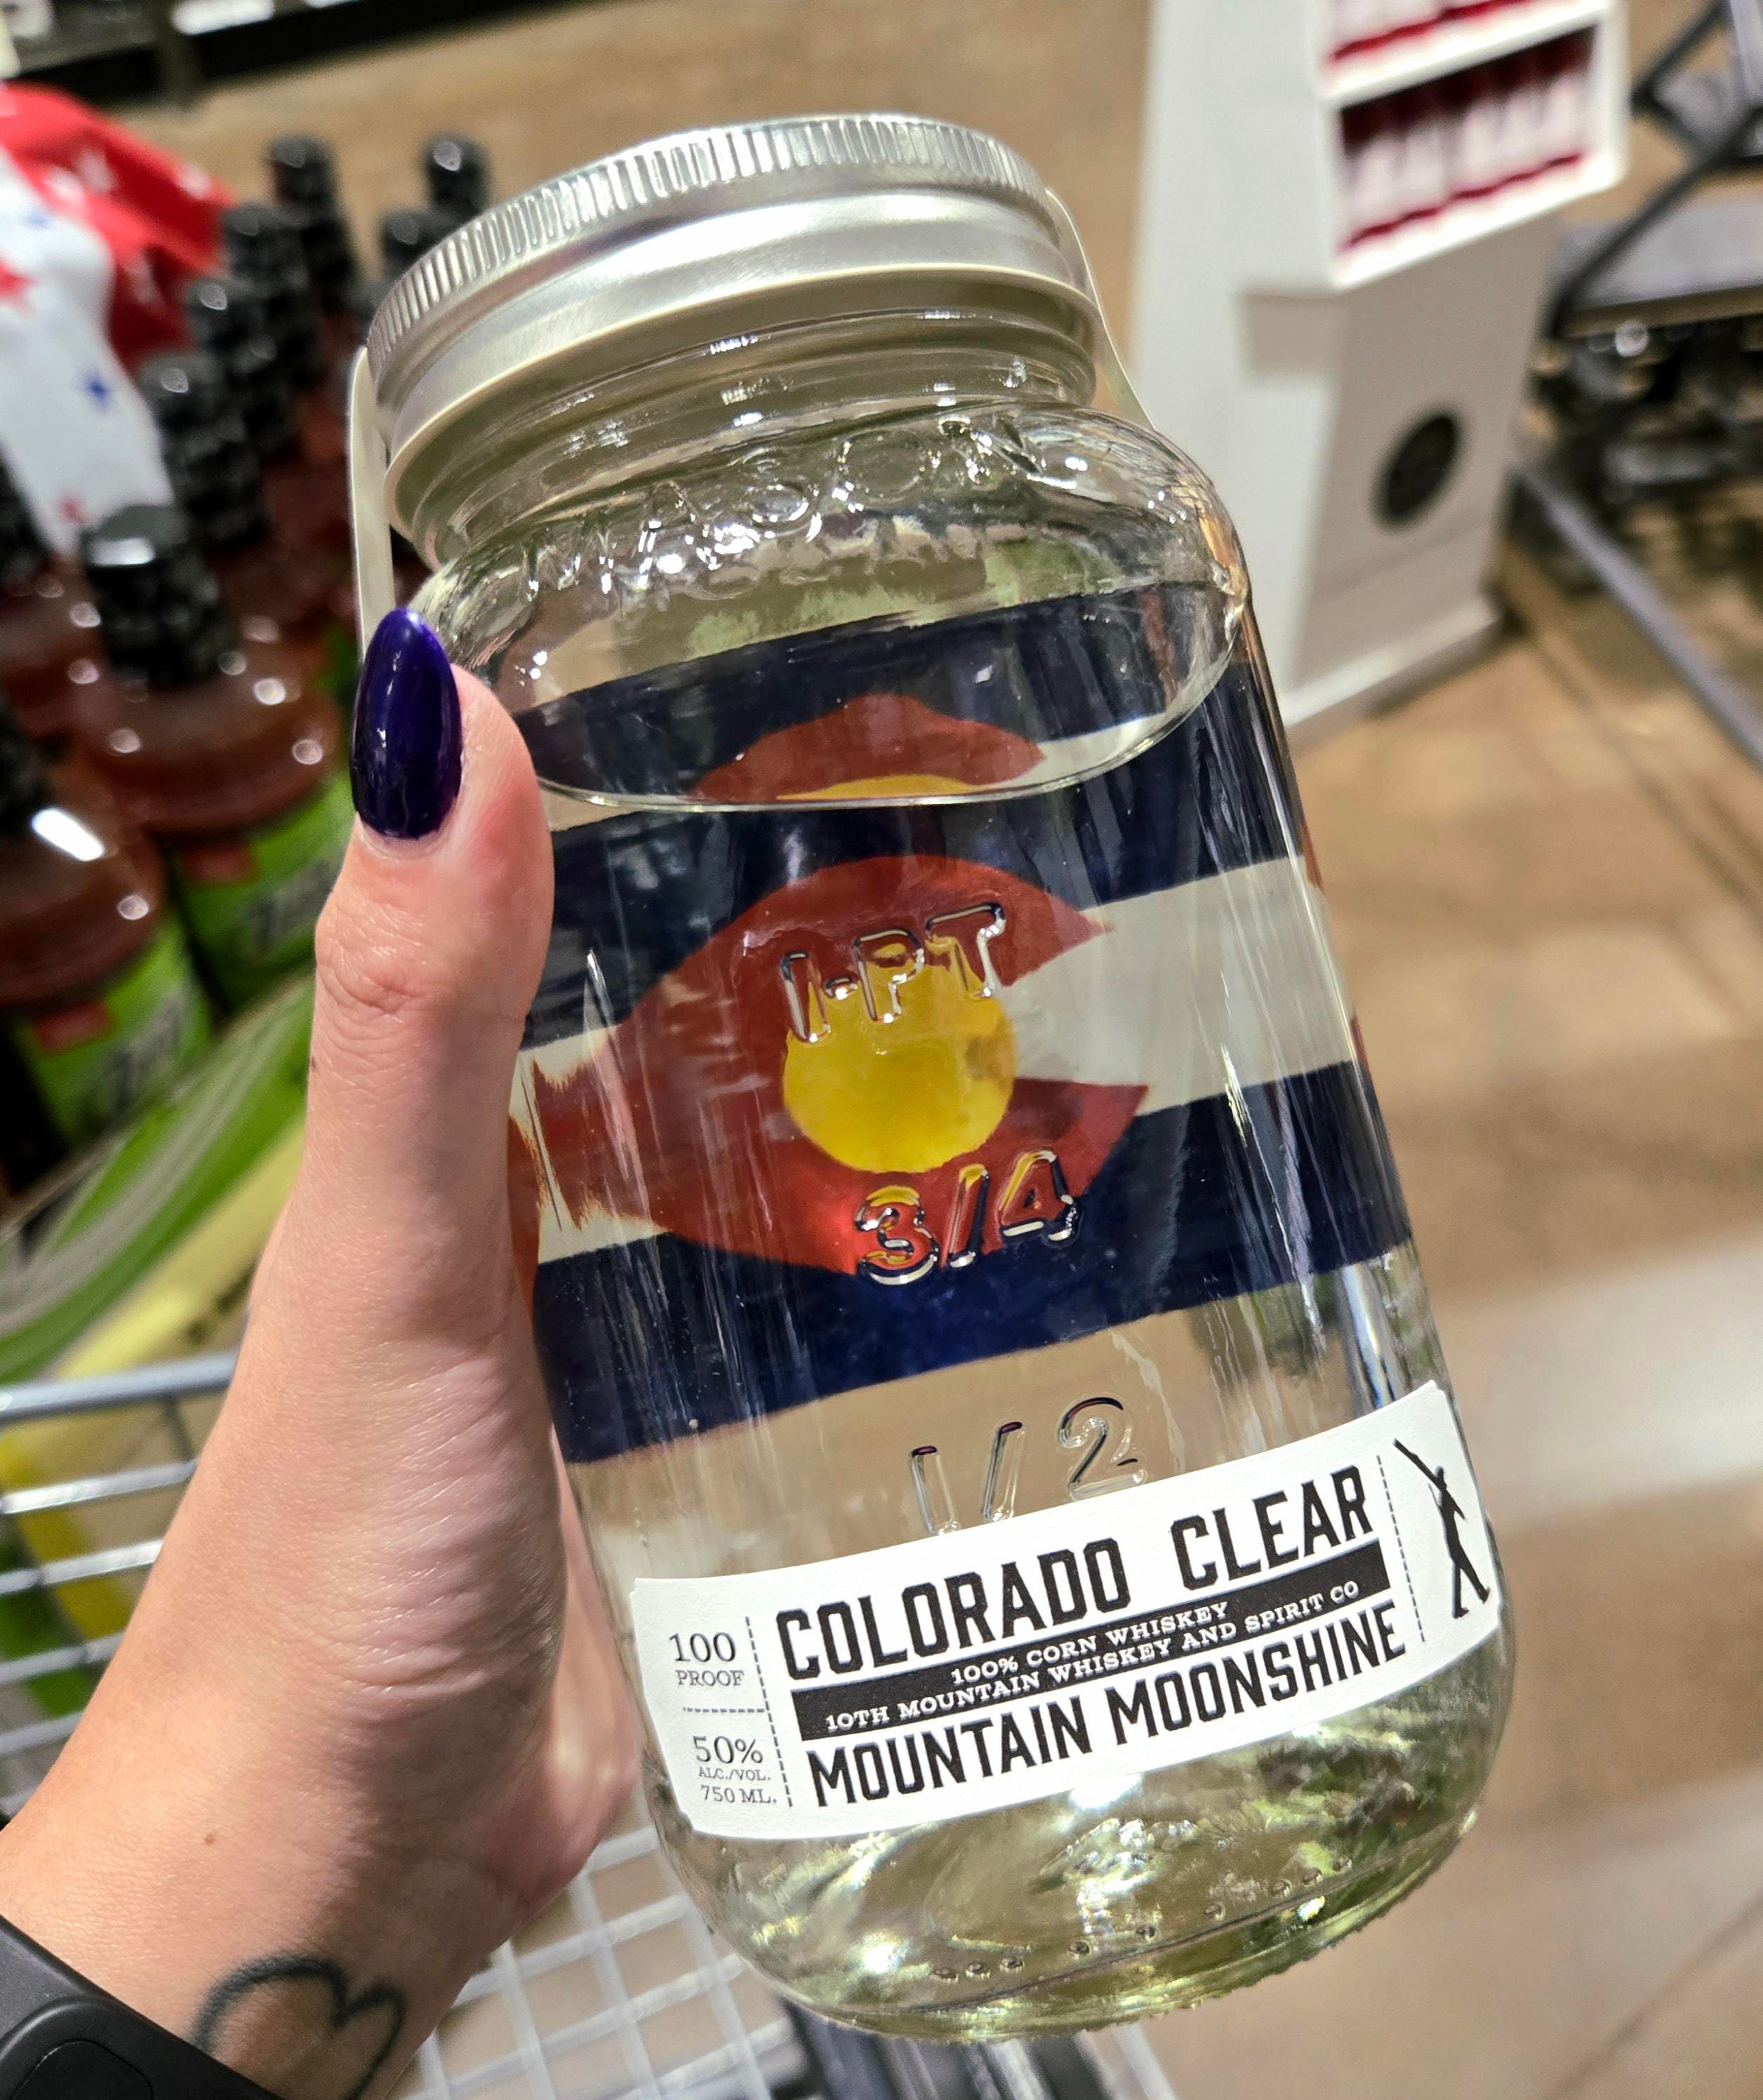 MASON
1-PT
3/4
1/2
100
PROOF
50%
ALC./VOL.
750 ML.
COLORADO CLEAR
100% CORN WHISKEY
10TH MOUNTAIN WHISKEY AND SPIRIT CO
MOUNTAIN MOONSHINE